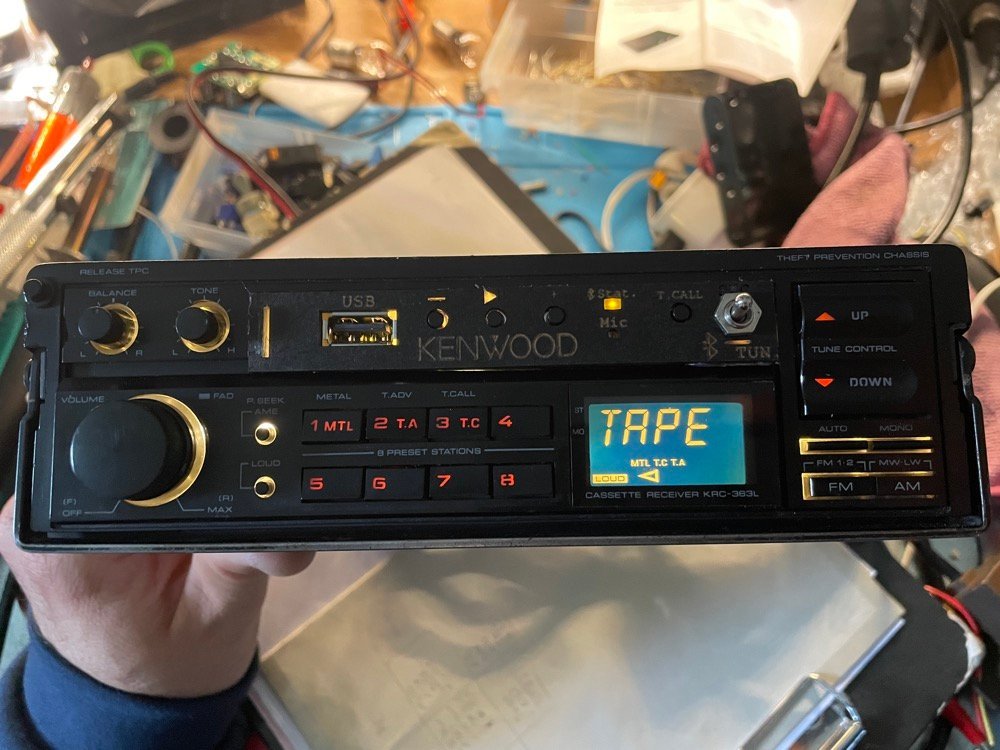 RELEASE TPC
THEFT PREVENTION CHASSIS
BALANCE
TONE
L R
L H
USB
Stat.
Mic
T.CALL
KENWOOD
TUN
UP
TUNE CONTROL
DOWN
VOLUME
FAD
P.SEEK
AME
LOUD
(F)
OFF
(R)
MAX
METAL T.ADV T.CALL
1 MTL 2 T.A 3 T.C 4
8 PRESET STATIONS
5 6 7 8
ST
MO
TAPE
MTL T.C T.A
LOUD
CASSETTE RECEIVER KRC-363L
AUTO MONO
FM 1·2 MW·LW
FM AM